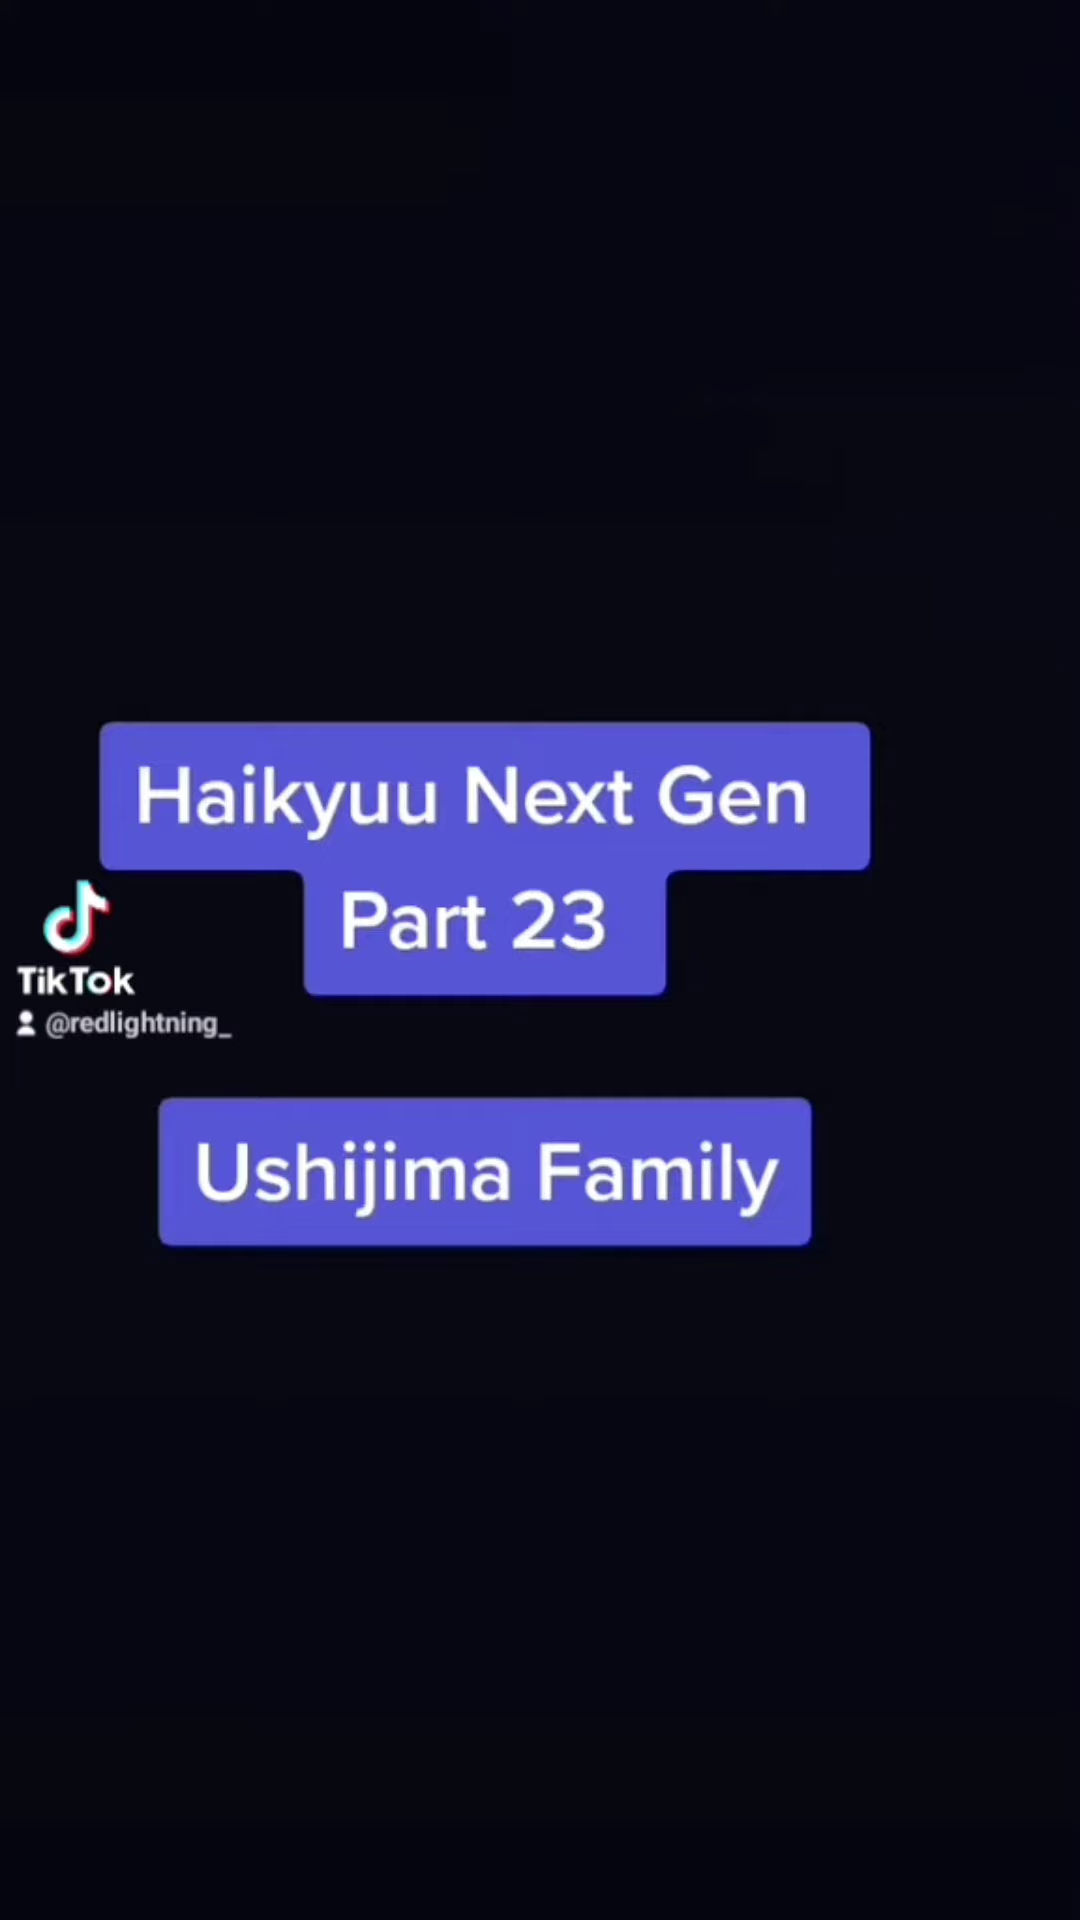 Haikyuu Next Gen
Part 23
TikTok
@redlightning_
Ushijima Family